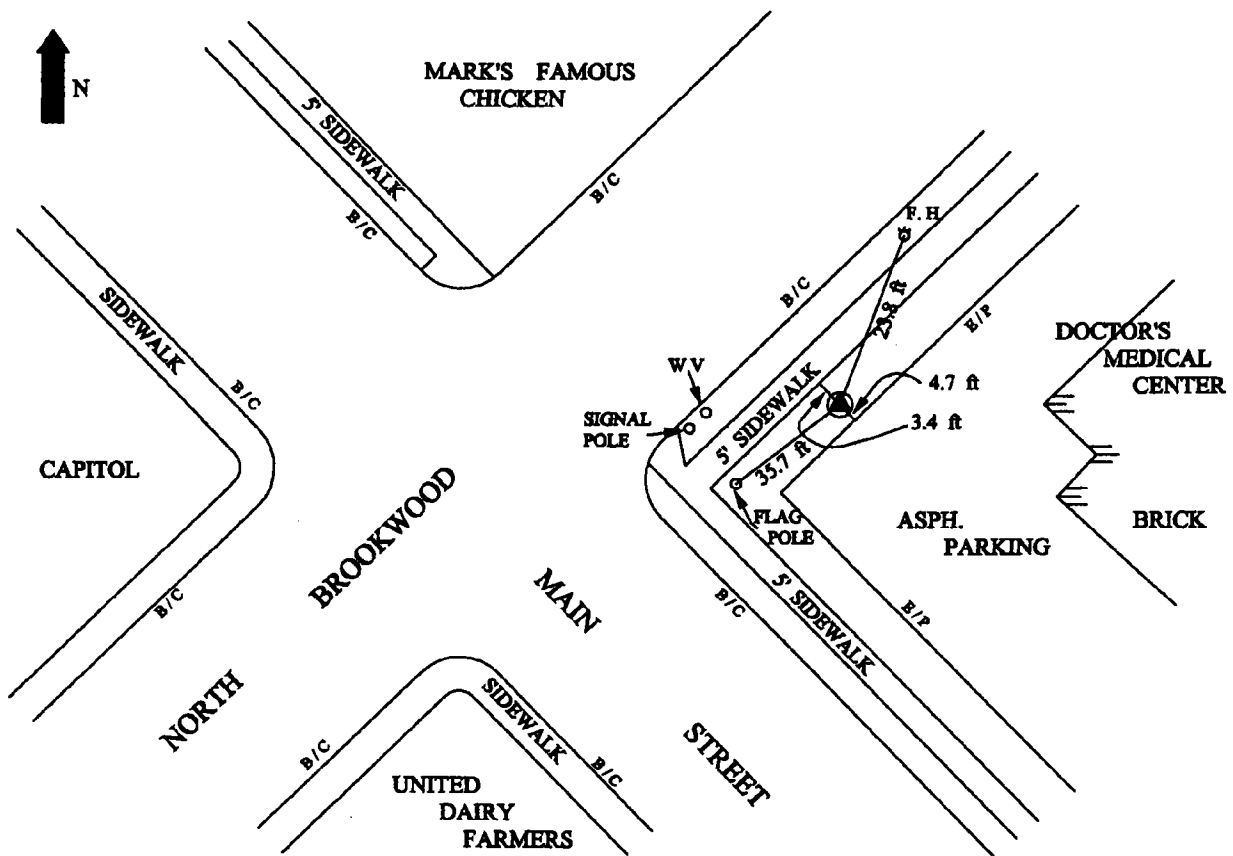 N
MARK'S FAMOUS
CHICKEN
5' SIDEWALK
B/C
B/C
F. H.
B/C
E/P
23.8 ft
DOCTOR'S
MEDICAL
CENTER
SIDEWALK
B/C
W V
SIGNAL
POLE
5' SIDEWALK
4.7 ft
3.4 ft
35.7 ft
CAPITOL
FLAG
POLE
ASPH.
PARKING
BRICK
NORTH BROOKWOOD
MAIN STREET
B/C
B/C
5' SIDEWALK
E/P
SIDEWALK
B/C
B/C
UNITED
DAIRY
FARMERS